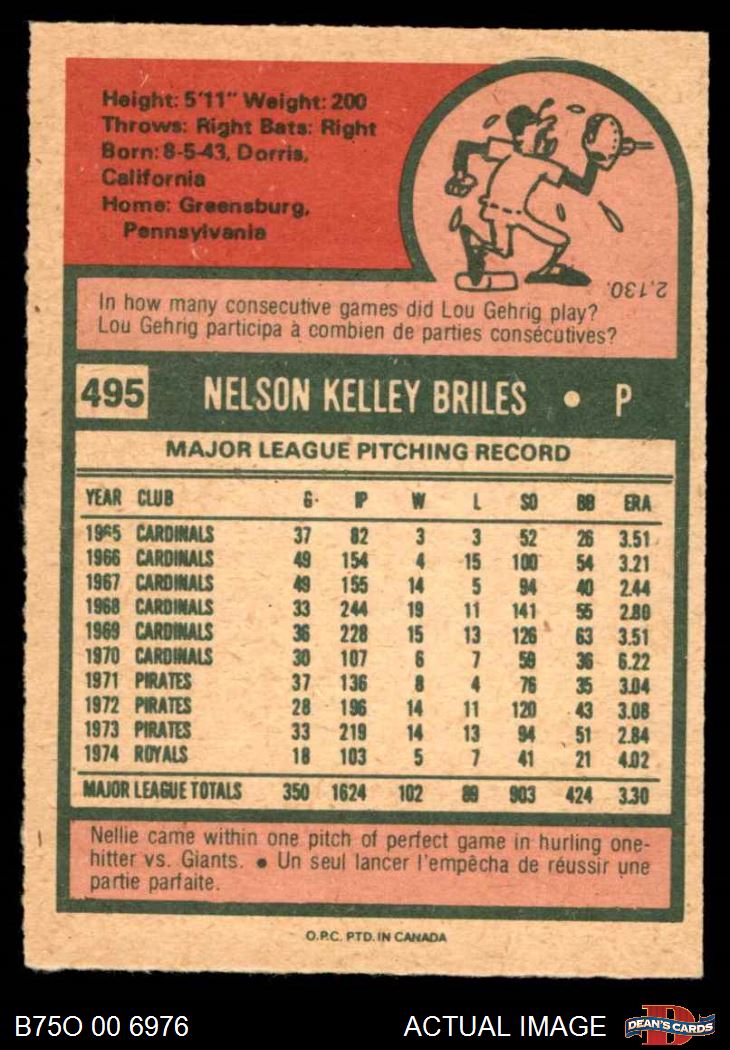 Height: 5'11" Weight: 200
Throws: Right Bats: Right
Born: 8-5-43, Dorris,
California
Home: Greensburg,
Pennsylvania
2,130.
In how many consecutive games did Lou Gehrig play?
Lou Gehrig participa à combien de parties consécutives?
495 NELSON KELLEY BRILES • P
MAJOR LEAGUE PITCHING RECORD
YEAR CLUB G IP W L SO BB ERA
1965 CARDINALS 37 82 3 3 52 26 3.51
1966 CARDINALS 49 154 4 15 100 54 3.21
1967 CARDINALS 49 155 14 5 94 40 2.44
1968 CARDINALS 33 244 19 11 141 55 2.80
1969 CARDINALS 36 228 15 13 126 63 3.51
1970 CARDINALS 30 107 6 7 59 36 6.22
1971 PIRATES 37 136 8 4 76 35 3.04
1972 PIRATES 28 196 14 11 120 43 3.08
1973 PIRATES 33 219 14 13 94 51 2.84
1974 ROYALS 18 103 5 7 41 21 4.02
MAJOR LEAGUE TOTALS 350 1624 102 89 903 424 3.30
Nellie came within one pitch of perfect game in hurling one-
hitter vs. Giants. • Un seul lancer l'empêcha de réussir une
partie parfaite.
O.P.C. PTD. IN CANADA
B75O 00 6976 ACTUAL IMAGE DEAN'S CARDS